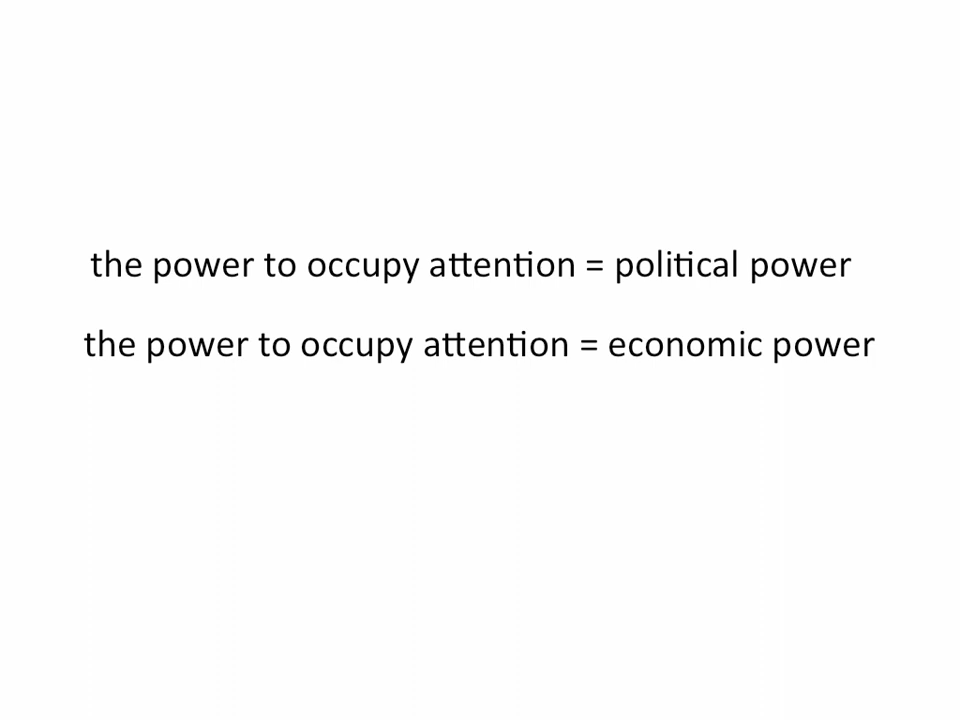 the power to occupy attention = political power
the power to occupy attention = economic power